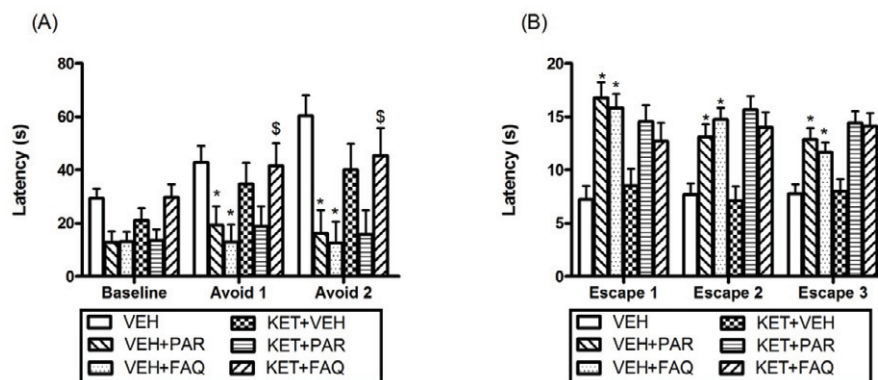 (A)
80
60
40
20
0
Latency (s)
* * $
* * $
Baseline Avoid 1 Avoid 2
VEH KET+VEH
VEH+PAR KET+PAR
VEH+FAQ KET+FAQ
(B)
20
15
10
5
0
Latency (s)
* *
* *
* *
Escape 1 Escape 2 Escape 3
VEH KET+VEH
VEH+PAR KET+PAR
VEH+FAQ KET+FAQ